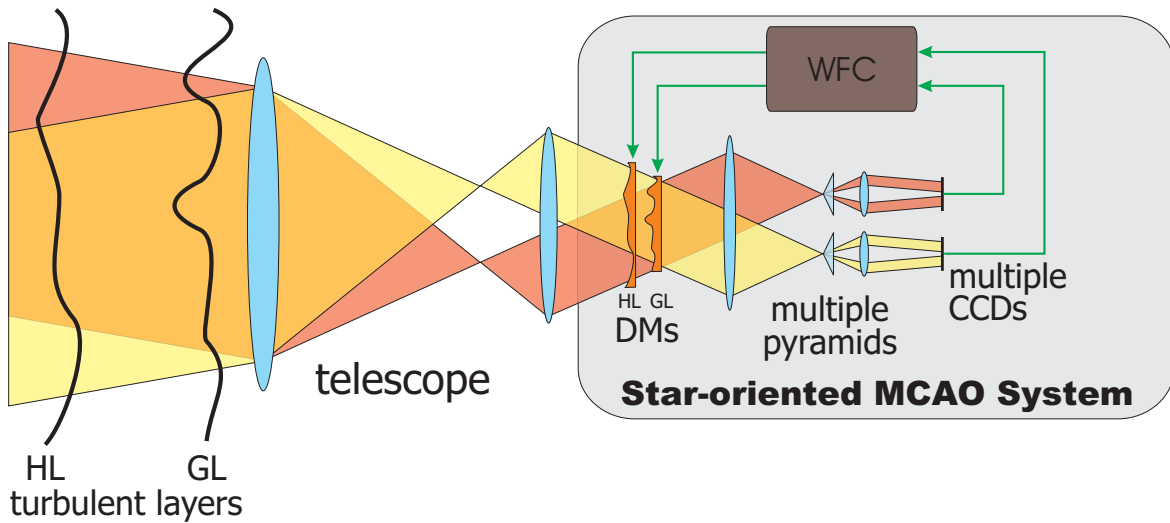 WFC
HL GL
DMs
multiple
pyramids
multiple
CCDs
telescope
Star-oriented MCAO System
HL GL
turbulent layers